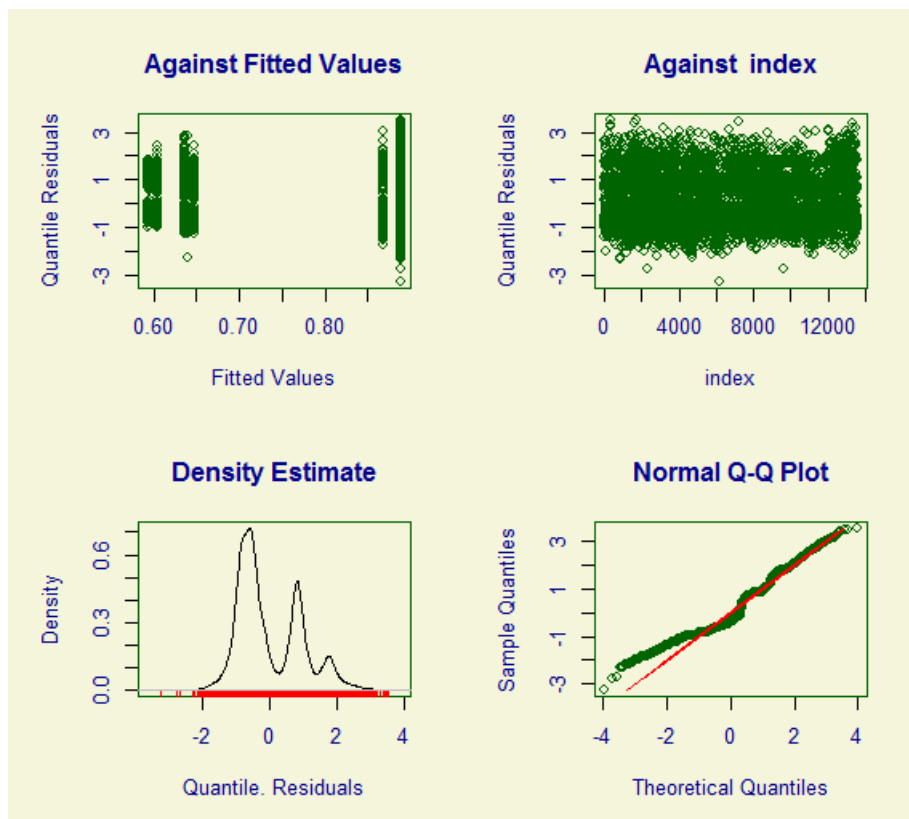 Against Fitted Values
Quantile Residuals
3
1
-1
-3
0.60 0.70 0.80
Fitted Values
Against index
Quantile Residuals
3
1
-1
-3
0 4000 8000 12000
index
Density Estimate
Density
0.6
0.3
0.0
-2 0 2 4
Quantile. Residuals
Normal Q-Q Plot
Sample Quantiles
3
1
-1
-3
-4 -2 0 2 4
Theoretical Quantiles